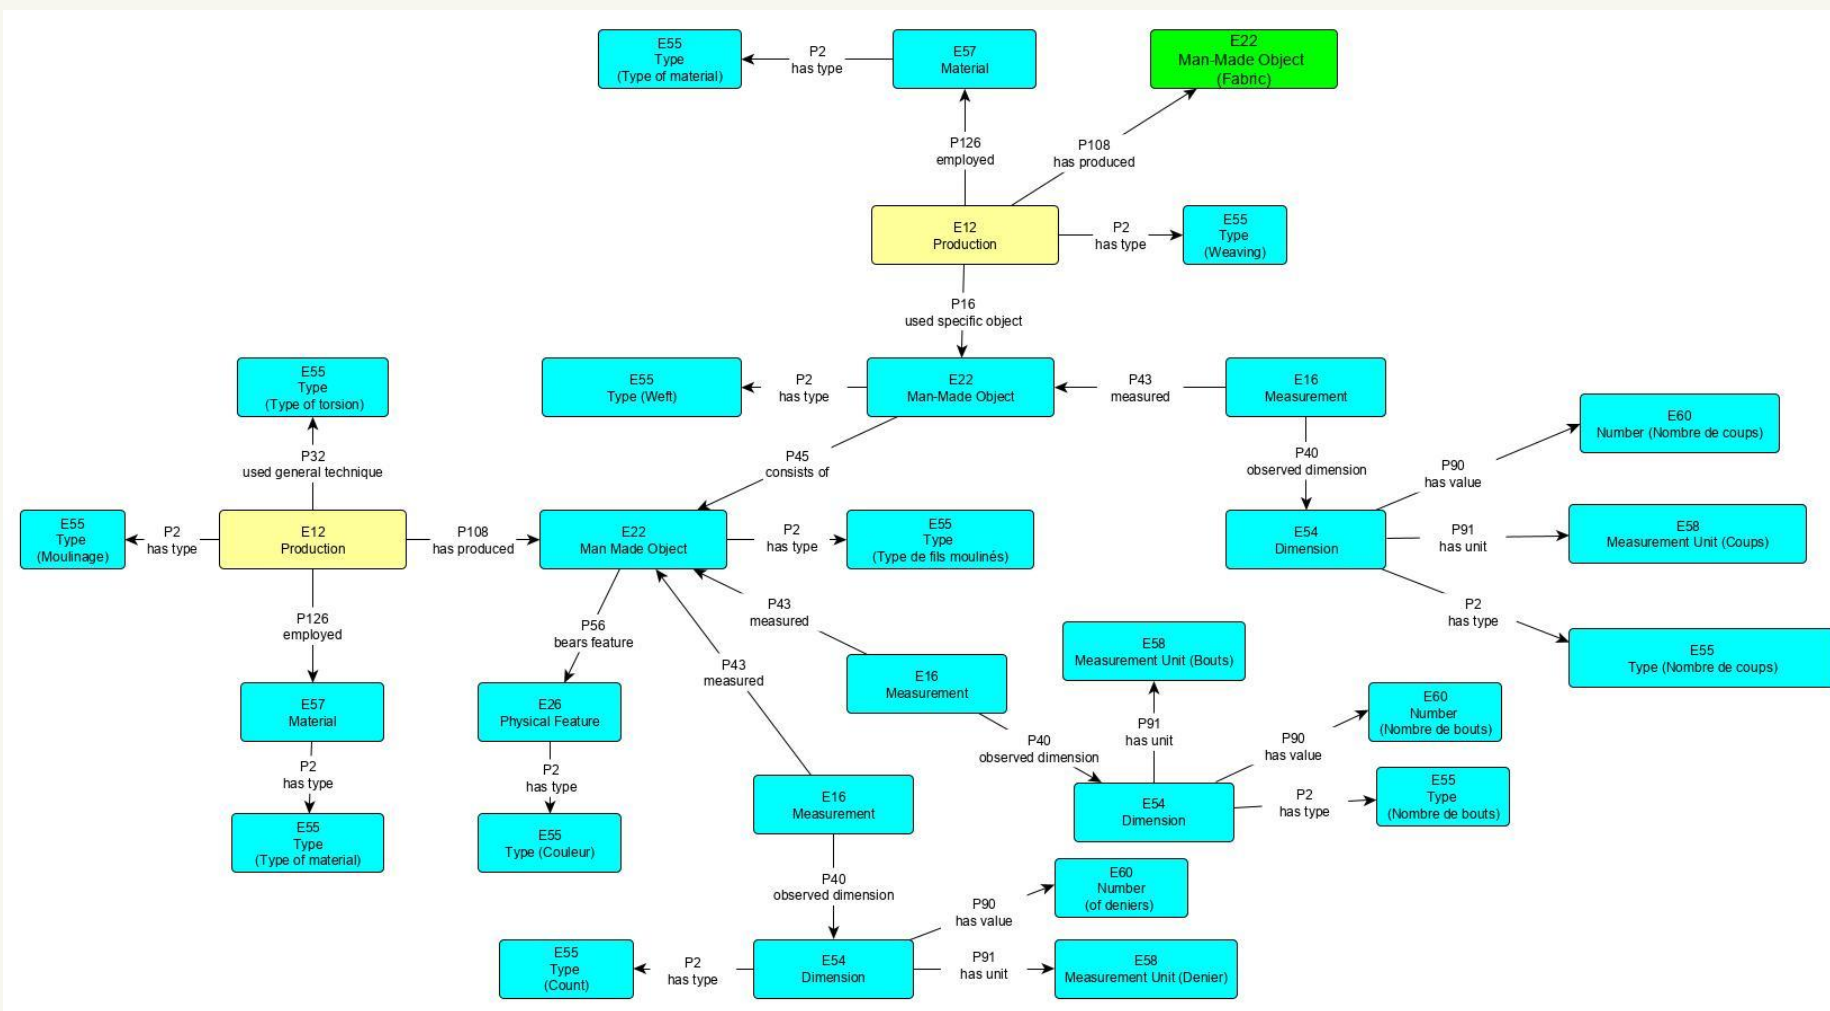 E55
Type
(Type of material)
P2
has type
E57
Material
E22
Man-Made Object
(Fabric)
P126
employed
P108
has produced
E12
Production
P2
has type
E55
Type
(Weaving)
P16
used specific object
E55
Type
(Type of torsion)
E55
Type (Weft)
P2
has type
E22
Man-Made Object
P43
measured
E16
Measurement
E60
Number (Nombre de coups)
P32
used general technique
P45
consists of
P40
observed dimension
P90
has value
E55
Type
(Moulinage)
P2
has type
E12
Production
P108
has produced
E22
Man Made Object
P2
has type
E55
Type
(Type de fils moulinés)
E54
Dimension
P91
has unit
E58
Measurement Unit (Coups)
P126
employed
P56
bears feature
P43
measured
P43
measured
P2
has type
E58
Measurement Unit (Bouts)
E55
Type (Nombre de coups)
E57
Material
E26
Physical Feature
E16
Measurement
P91
has unit
E60
Number
(Nombre de bouts)
P2
has type
P2
has type
P40
observed dimension
P90
has value
E55
Type
(Type of material)
E55
Type (Couleur)
E16
Measurement
E54
Dimension
P2
has type
E55
Type
(Nombre de bouts)
P40
observed dimension
P90
has value
E60
Number
(of deniers)
E55
Type
(Count)
P2
has type
E54
Dimension
P91
has unit
E58
Measurement Unit (Denier)